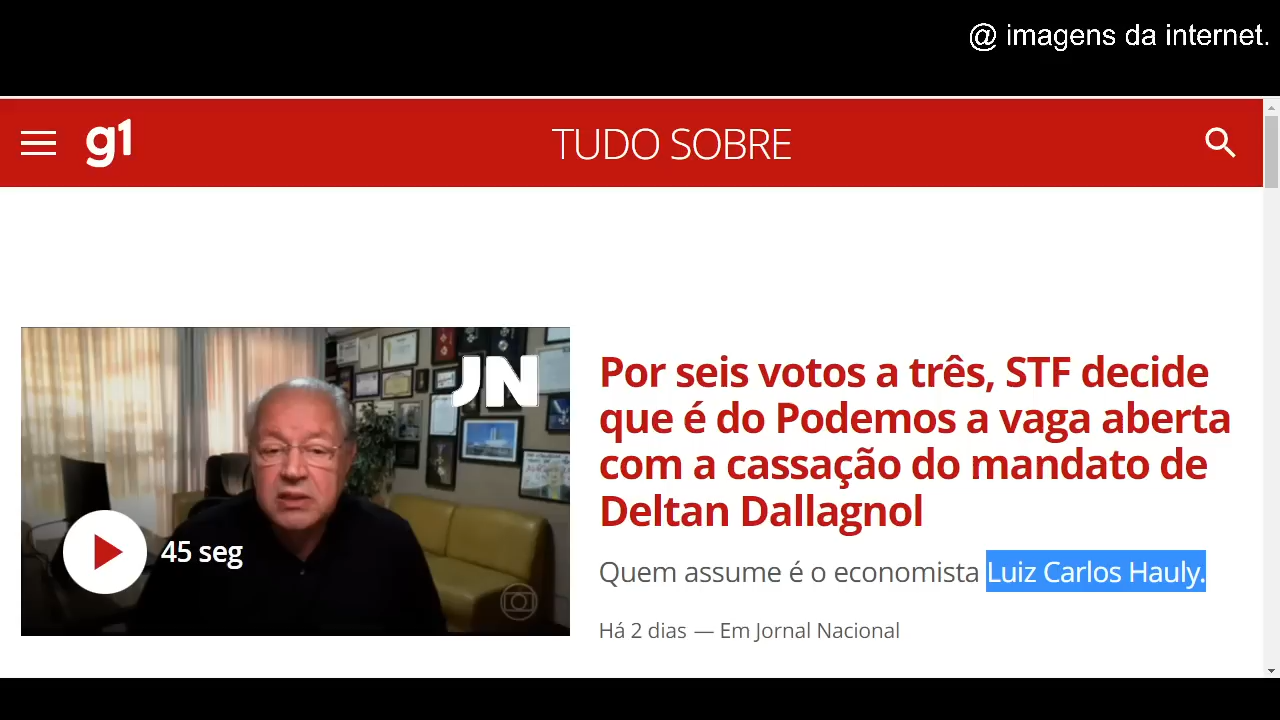 @ imagens da internet.
g1
TUDO SOBRE
JN
45 seg
Por seis votos a três, STF decide
que é do Podemos a vaga aberta
com a cassação do mandato de
Deltan Dallagnol
Quem assume é o economista Luiz Carlos Hauly.
Há 2 dias — Em Jornal Nacional